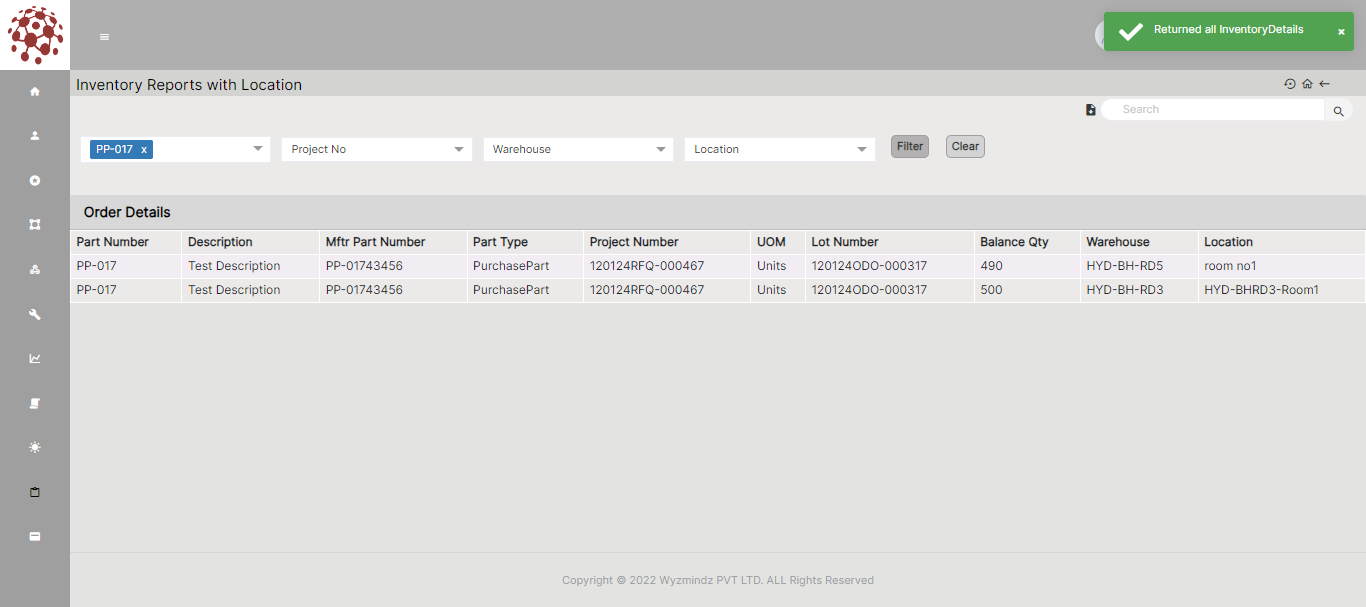 Returned all InventoryDetails ×
Inventory Reports with Location
Search
PP-017 x Project No Warehouse Location Filter Clear
Order Details
Part Number Description Mftr Part Number Part Type Project Number UOM Lot Number Balance Qty Warehouse Location
PP-017 Test Description PP-01743456 PurchasePart 120124RFQ-000467 Units 120124ODO-000317 490 HYD-BH-RD5 room no1
PP-017 Test Description PP-01743456 PurchasePart 120124RFQ-000467 Units 120124ODO-000317 500 HYD-BH-RD3 HYD-BHRD3-Room1
Copyright © 2022 Wyzmindz PVT LTD. ALL Rights Reserved